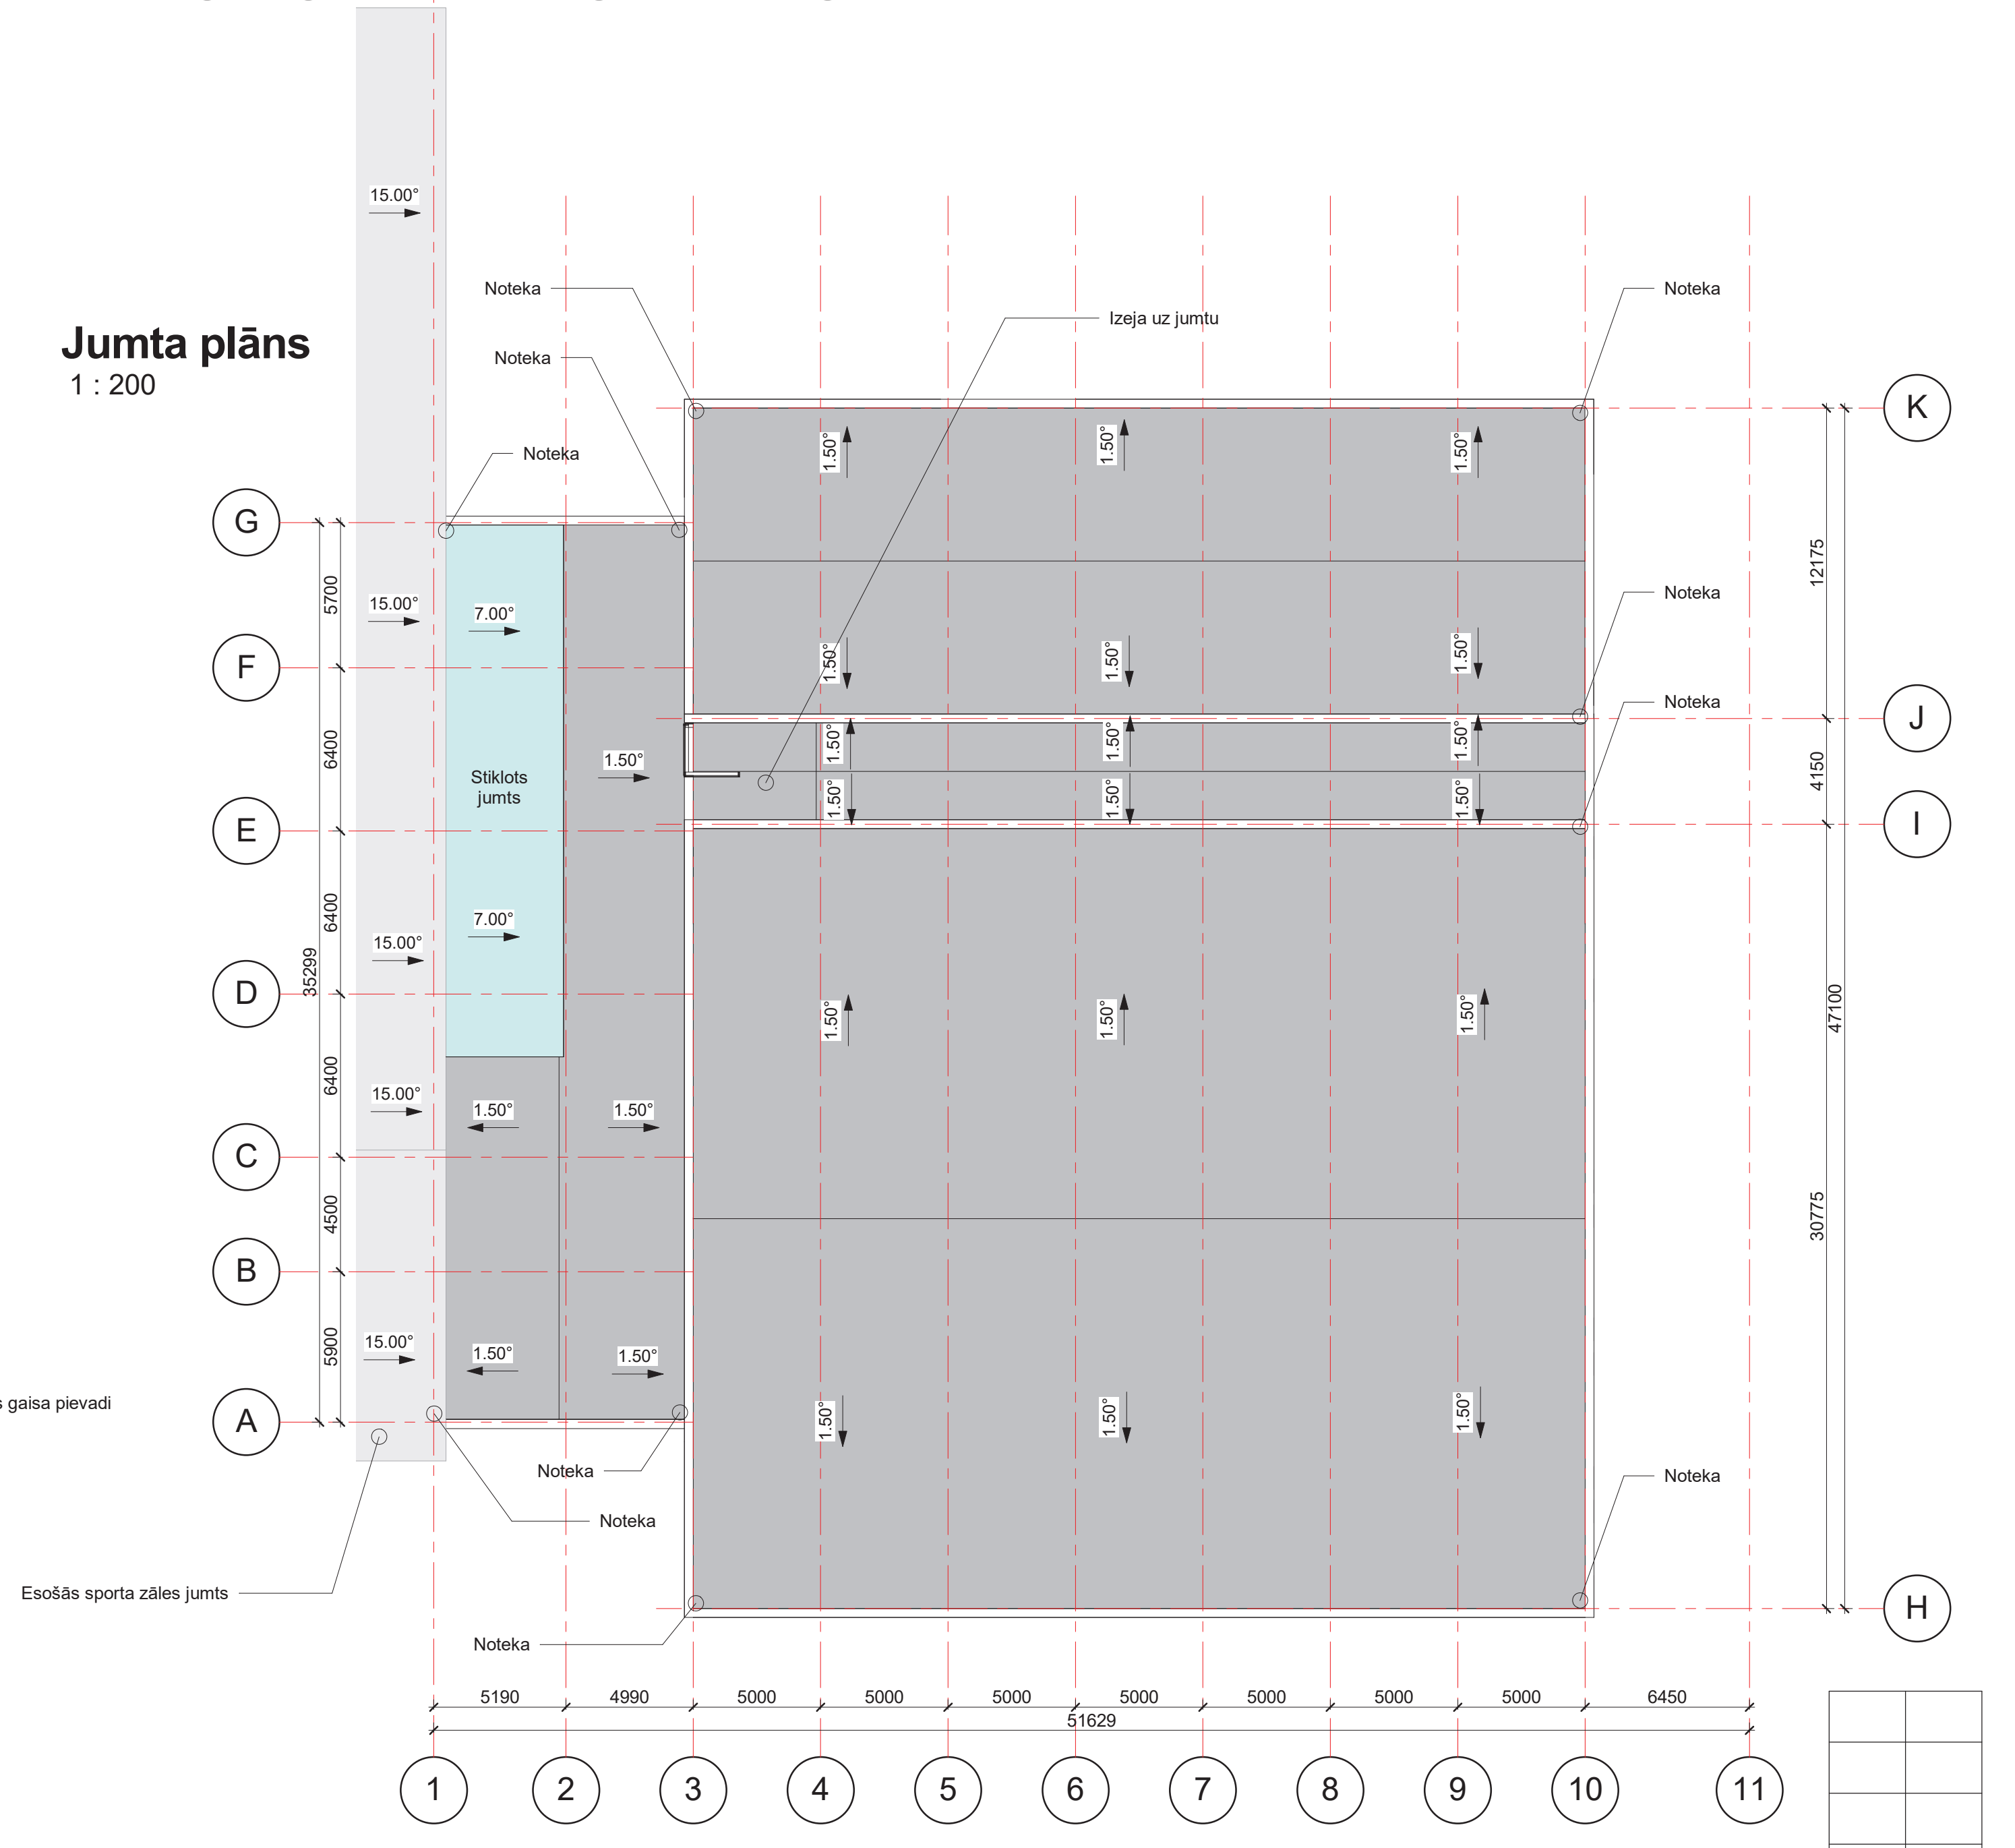 Jumta plāns
1 : 200
15.00°
Noteka
Noteka
Izeja uz jumtu
Noteka
Noteka
K
1.50°
1.50°
1.50°
Noteka
G
5700
12175
15.00°
7.00°
Noteka
F
1.50°
1.50°
1.50°
Noteka
J
6400
Stiklots
jumts
1.50°
1.50°
1.50°
1.50°
4150
1.50°
1.50°
1.50°
E
I
6400
35299
15.00°
7.00°
D
1.50°
1.50°
1.50°
47100
6400
15.00°
1.50°
1.50°
C
4500
30775
B
5900
15.00°
1.50°
1.50°
1.50°
1.50°
1.50°
s gaisa pievadi
A
Noteka
Noteka
Noteka
Esošās sporta zāles jumts
H
Noteka
5190 4990 5000 5000 5000 5000 5000 5000 5000 6450
51629
1 2 3 4 5 6 7 8 9 10 11